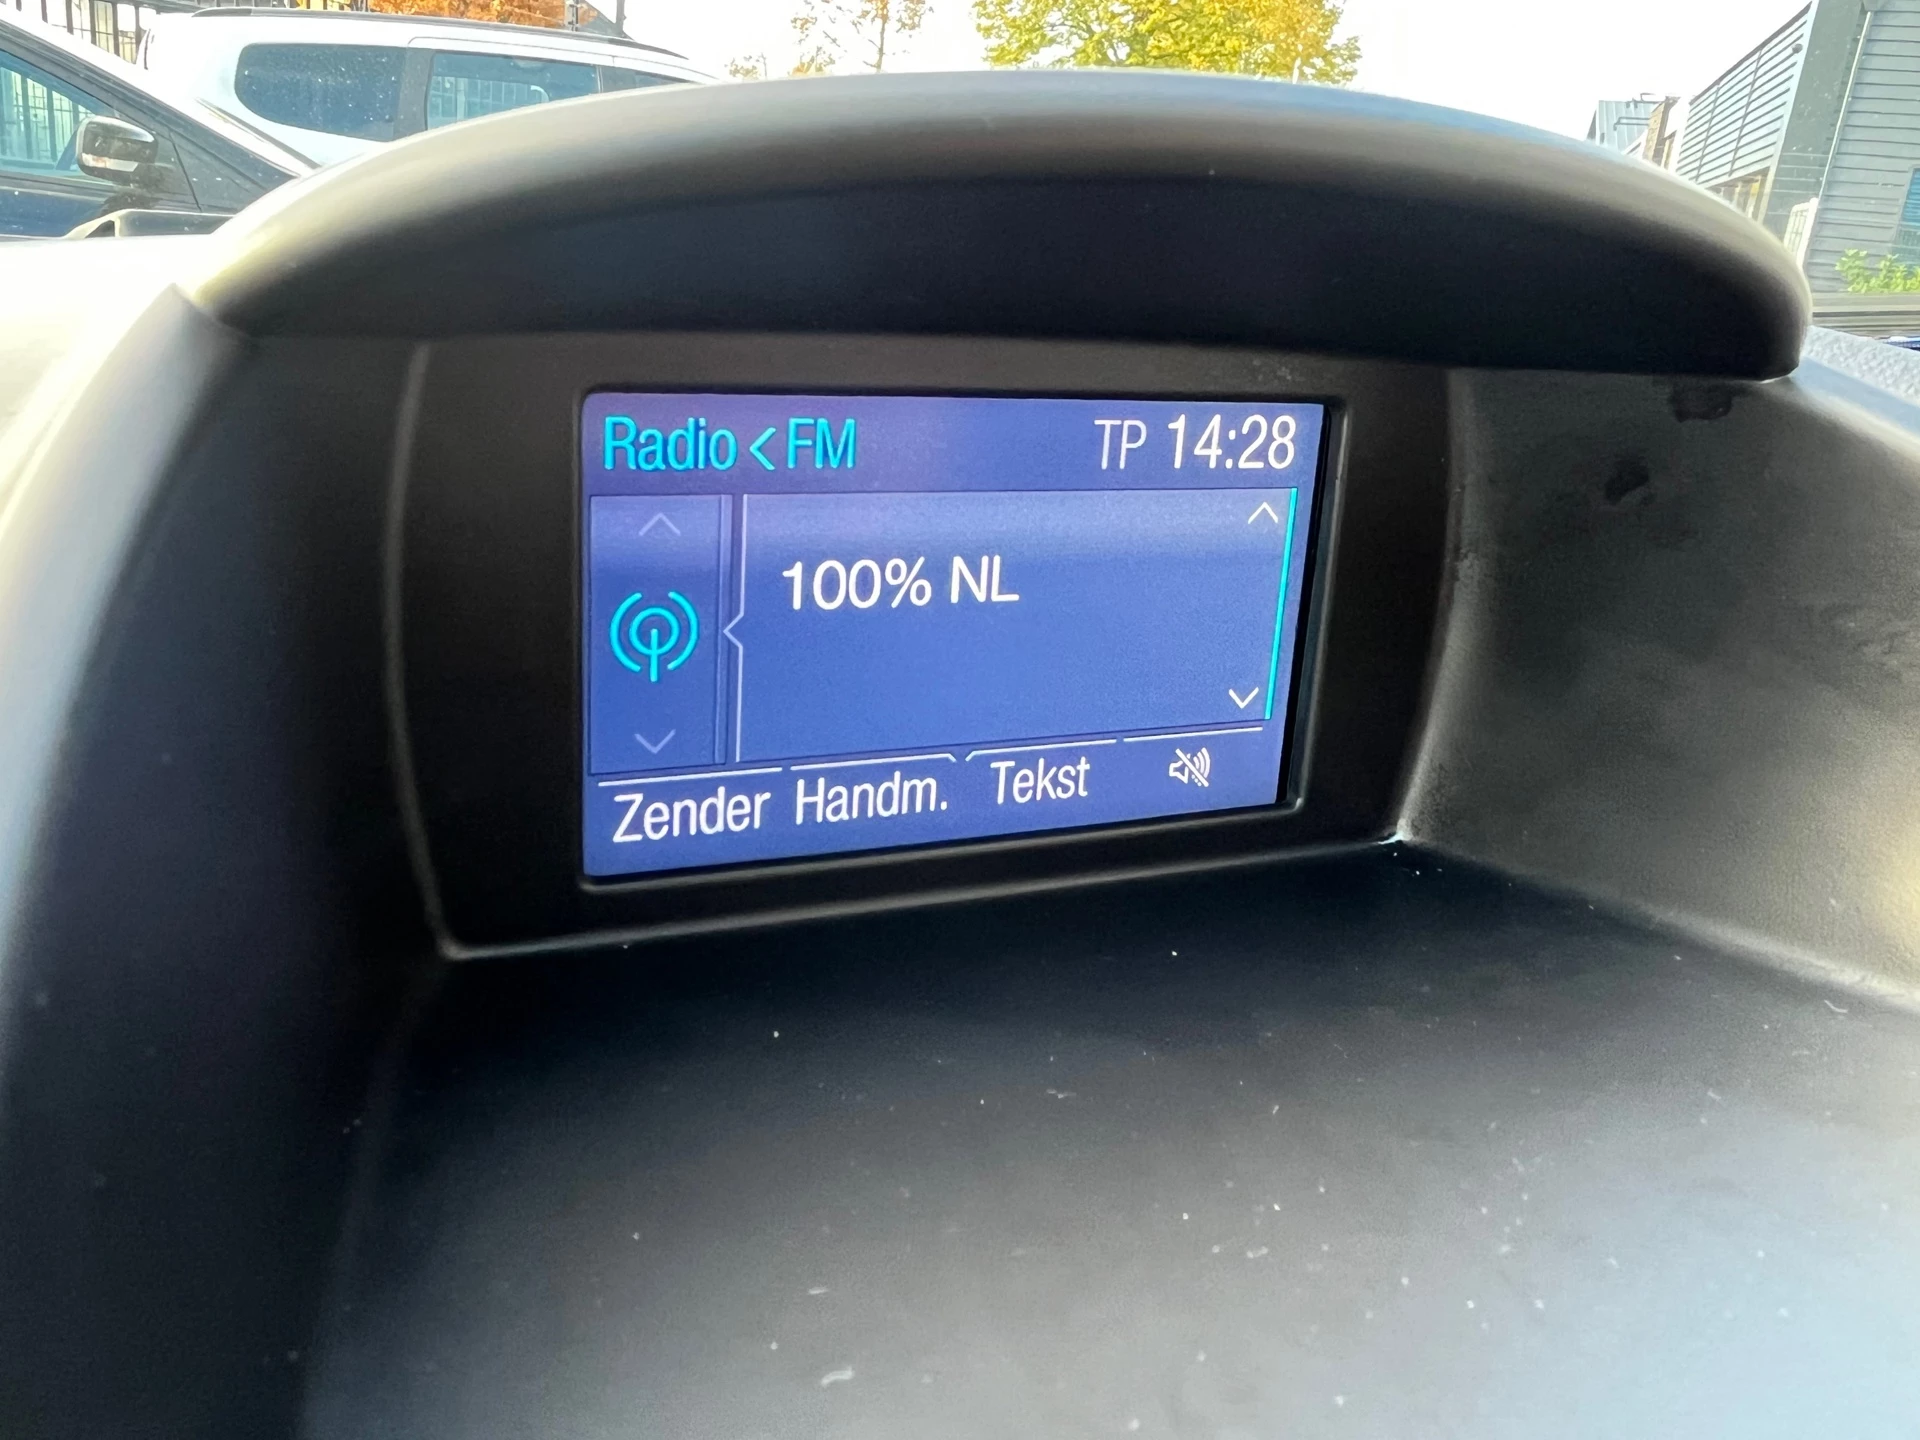 Radio < FM TP 14:28
100% NL
Zender Handm. Tekst